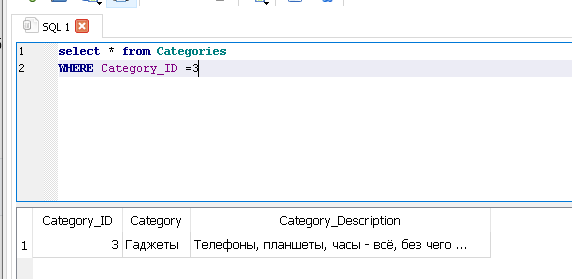 SQL 1
1 select * from Categories
2 WHERE Category_ID =3
Category_ID Category Category_Description
1 3 Гаджеты Телефоны, планшеты, часы - всё, без чего ...